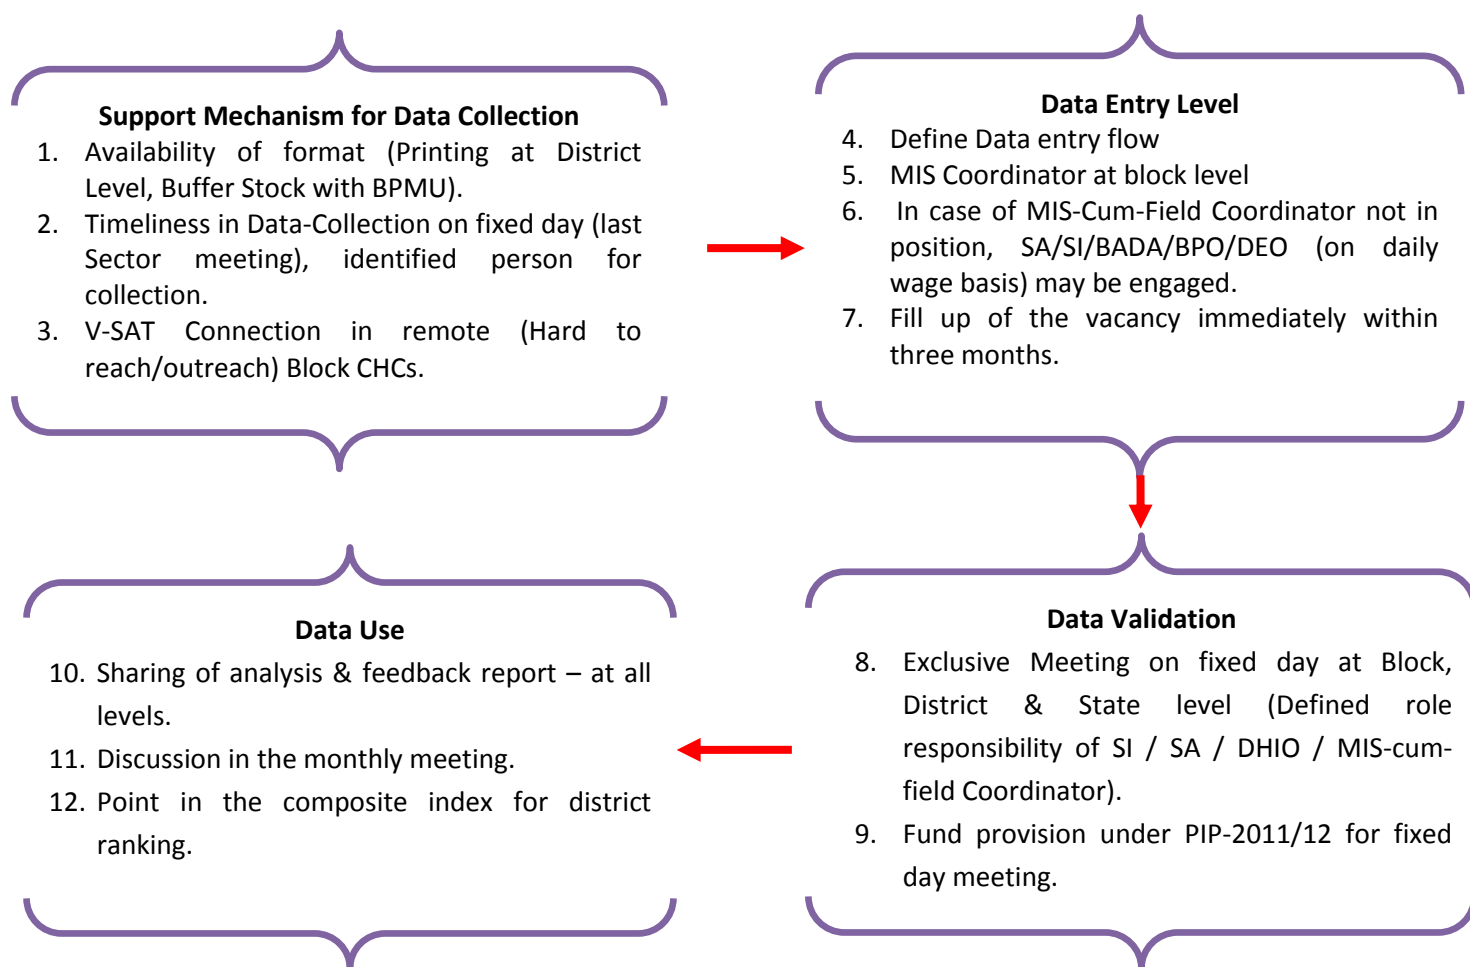 Support Mechanism for Data Collection
1. Availability of format (Printing at District
Level, Buffer Stock with BPMU).
2. Timeliness in Data-Collection on fixed day (last
Sector meeting), identified person for
collection.
3. V-SAT Connection in remote (Hard to
reach/outreach) Block CHCs.
Data Entry Level
4. Define Data entry flow
5. MIS Coordinator at block level
6. In case of MIS-Cum-Field Coordinator not in
position, SA/SI/BADA/BPO/DEO (on daily
wage basis) may be engaged.
7. Fill up of the vacancy immediately within
three months.
Data Validation
8. Exclusive Meeting on fixed day at Block,
District & State level (Defined role
responsibility of SI / SA / DHIO / MIS-cum-
field Coordinator).
9. Fund provision under PIP-2011/12 for fixed
day meeting.
Data Use
10. Sharing of analysis & feedback report – at all
levels.
11. Discussion in the monthly meeting.
12. Point in the composite index for district
ranking.